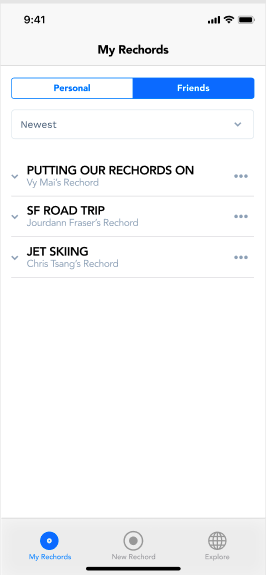 9:41
My Rechords
Personal
Friends
Newest
PUTTING OUR RECHORDS ON
Vy Mai's Rechord
SF ROAD TRIP
Jourdann Fraser's Rechord
JET SKIING
Chris Tsang's Rechord
My Rechords
New Rechord
Explore